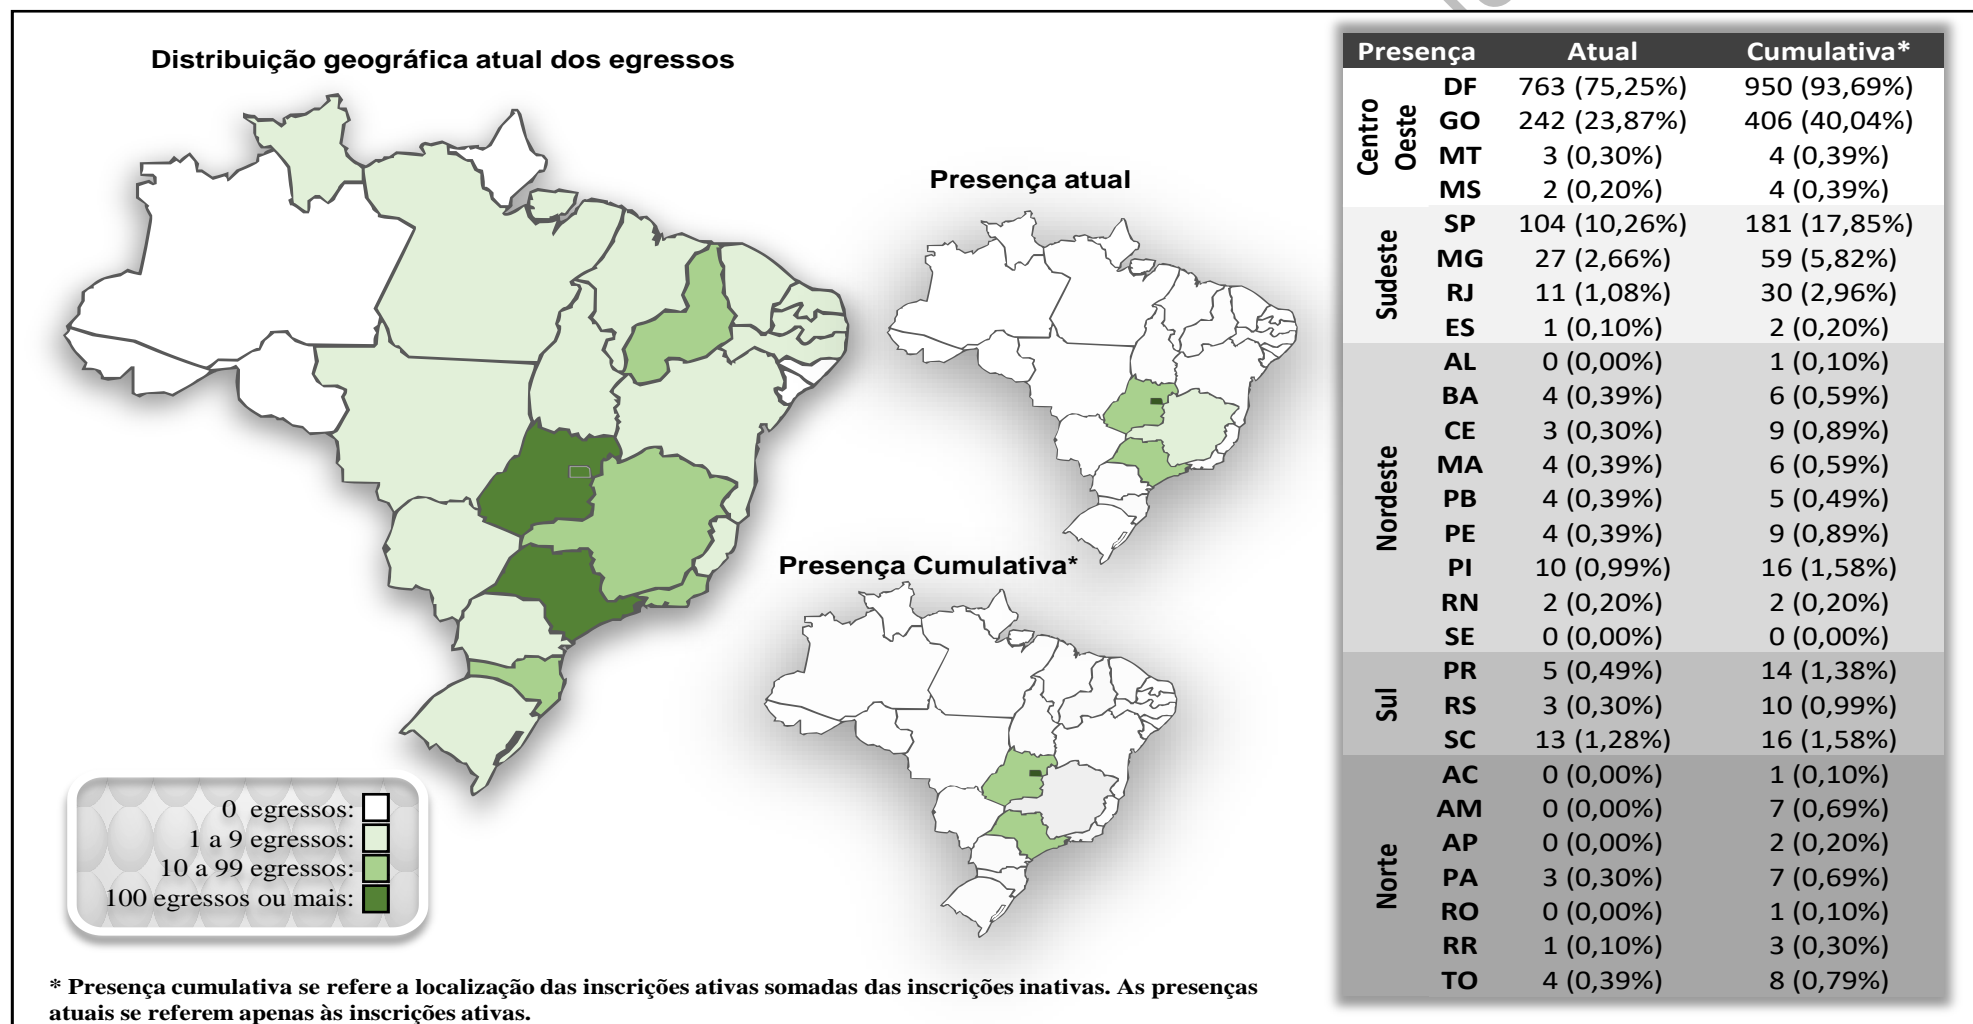 Distribuição geográfica atual dos egressos
Presença atual
Presença Cumulativa*
0 egressos:
1 a 9 egressos:
10 a 99 egressos:
100 egressos ou mais:
* Presença cumulativa se refere a localização das inscrições ativas somadas das inscrições inativas. As presenças
atuais se referem apenas às inscrições ativas.
Presença Atual Cumulativa*
Centro
Oeste
DF 763 (75,25%) 950 (93,69%)
GO 242 (23,87%) 406 (40,04%)
MT 3 (0,30%) 4 (0,39%)
MS 2 (0,20%) 4 (0,39%)
Sudeste
SP 104 (10,26%) 181 (17,85%)
MG 27 (2,66%) 59 (5,82%)
RJ 11 (1,08%) 30 (2,96%)
ES 1 (0,10%) 2 (0,20%)
Nordeste
AL 0 (0,00%) 1 (0,10%)
BA 4 (0,39%) 6 (0,59%)
CE 3 (0,30%) 9 (0,89%)
MA 4 (0,39%) 6 (0,59%)
PB 4 (0,39%) 5 (0,49%)
PE 4 (0,39%) 9 (0,89%)
PI 10 (0,99%) 16 (1,58%)
RN 2 (0,20%) 2 (0,20%)
SE 0 (0,00%) 0 (0,00%)
Sul
PR 5 (0,49%) 14 (1,38%)
RS 3 (0,30%) 10 (0,99%)
SC 13 (1,28%) 16 (1,58%)
Norte
AC 0 (0,00%) 1 (0,10%)
AM 0 (0,00%) 7 (0,69%)
AP 0 (0,00%) 2 (0,20%)
PA 3 (0,30%) 7 (0,69%)
RO 0 (0,00%) 1 (0,10%)
RR 1 (0,10%) 3 (0,30%)
TO 4 (0,39%) 8 (0,79%)